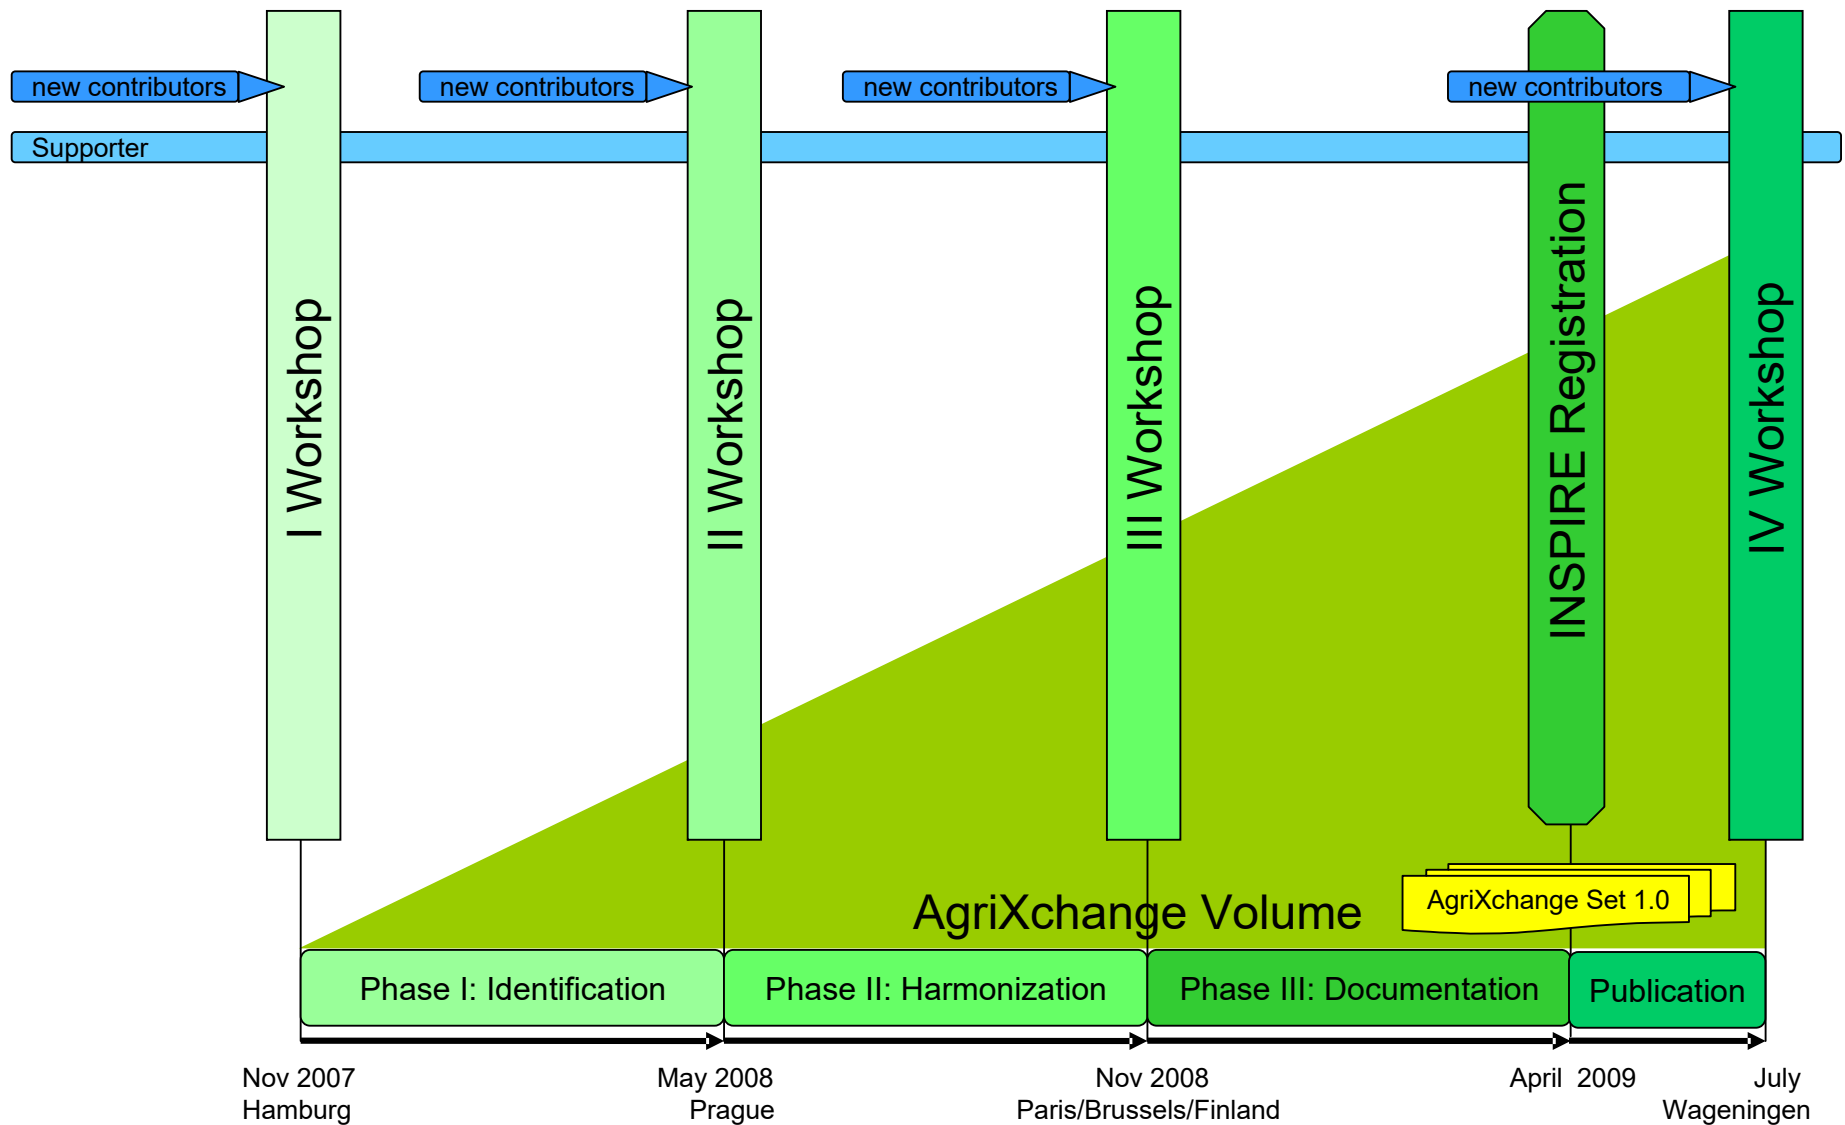 new contributors
new contributors
new contributors
new contributors
Supporter
I Workshop
II Workshop
III Workshop
INSPIRE Registration
IV Workshop
AgriXchange Volume
AgriXchange Set 1.0
Phase I: Identification
Phase II: Harmonization
Phase III: Documentation
Publication
Nov 2007
Hamburg
May 2008
Prague
Nov 2008
Paris/Brussels/Finland
April 2009
July
Wageningen